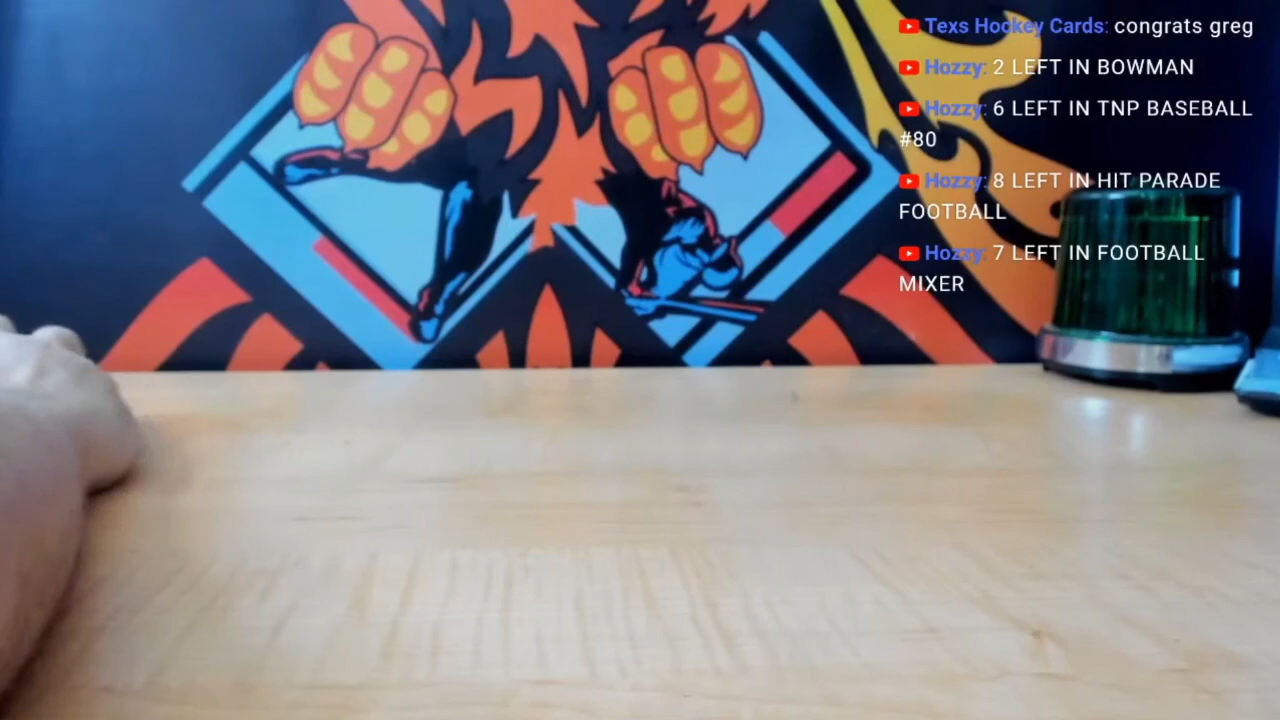 Texs Hockey Cards: congrats greg
Hozzy: 2 LEFT IN BOWMAN
Hozzy: 6 LEFT IN TNP BASEBALL
#80
Hozzy: 8 LEFT IN HIT PARADE
FOOTBALL
Hozzy: 7 LEFT IN FOOTBALL
MIXER